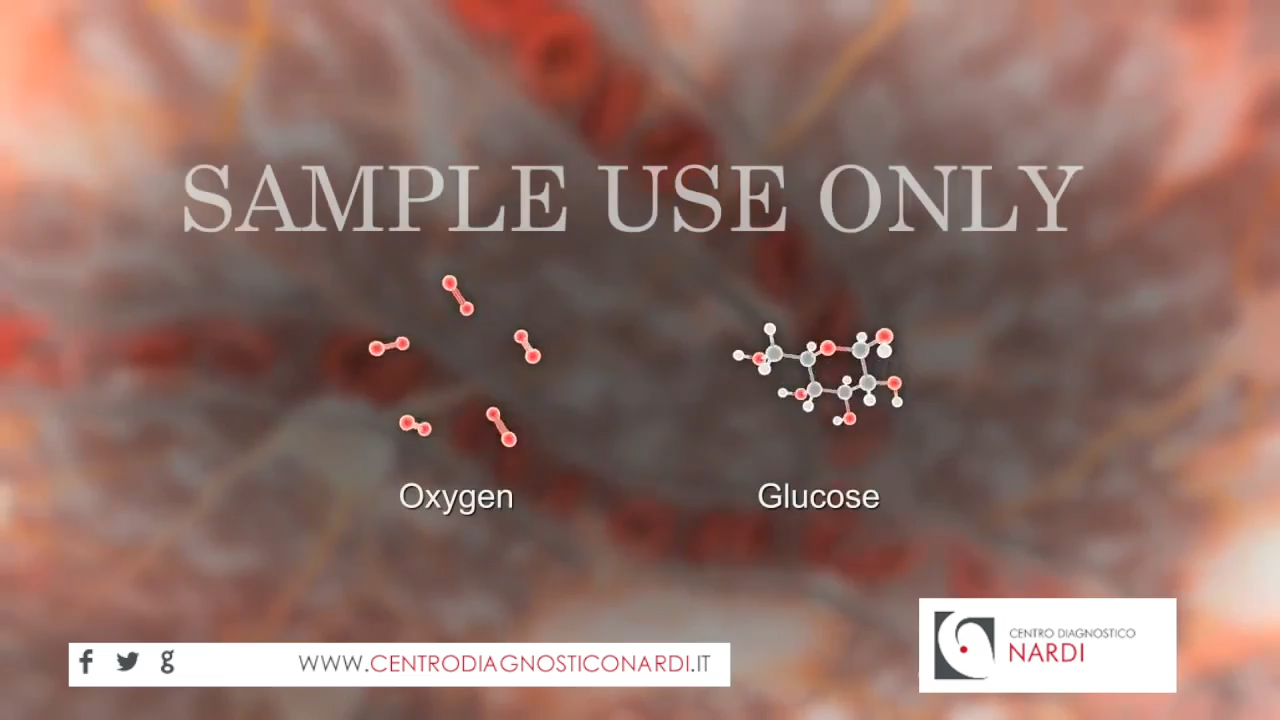 SAMPLE USE ONLY
Oxygen
Glucose
WWW.CENTRODIAGNOSTICONARDI.IT
CENTRO DIAGNOSTICO
NARDI